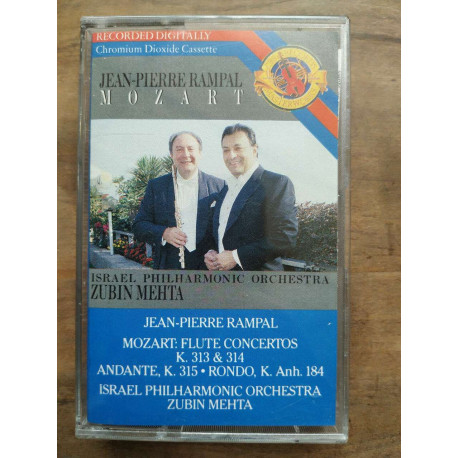 RECORDED DIGITALLY
Chromium Dioxide Cassette
JEAN-PIERRE RAMPAL
MOZART
ISRAEL PHILHARMONIC ORCHESTRA
ZUBIN MEHTA
JEAN-PIERRE RAMPAL
MOZART: FLUTE CONCERTOS
K. 313 & 314
ANDANTE, K. 315 • RONDO, K. Anh. 184
ISRAEL PHILHARMONIC ORCHESTRA
ZUBIN MEHTA